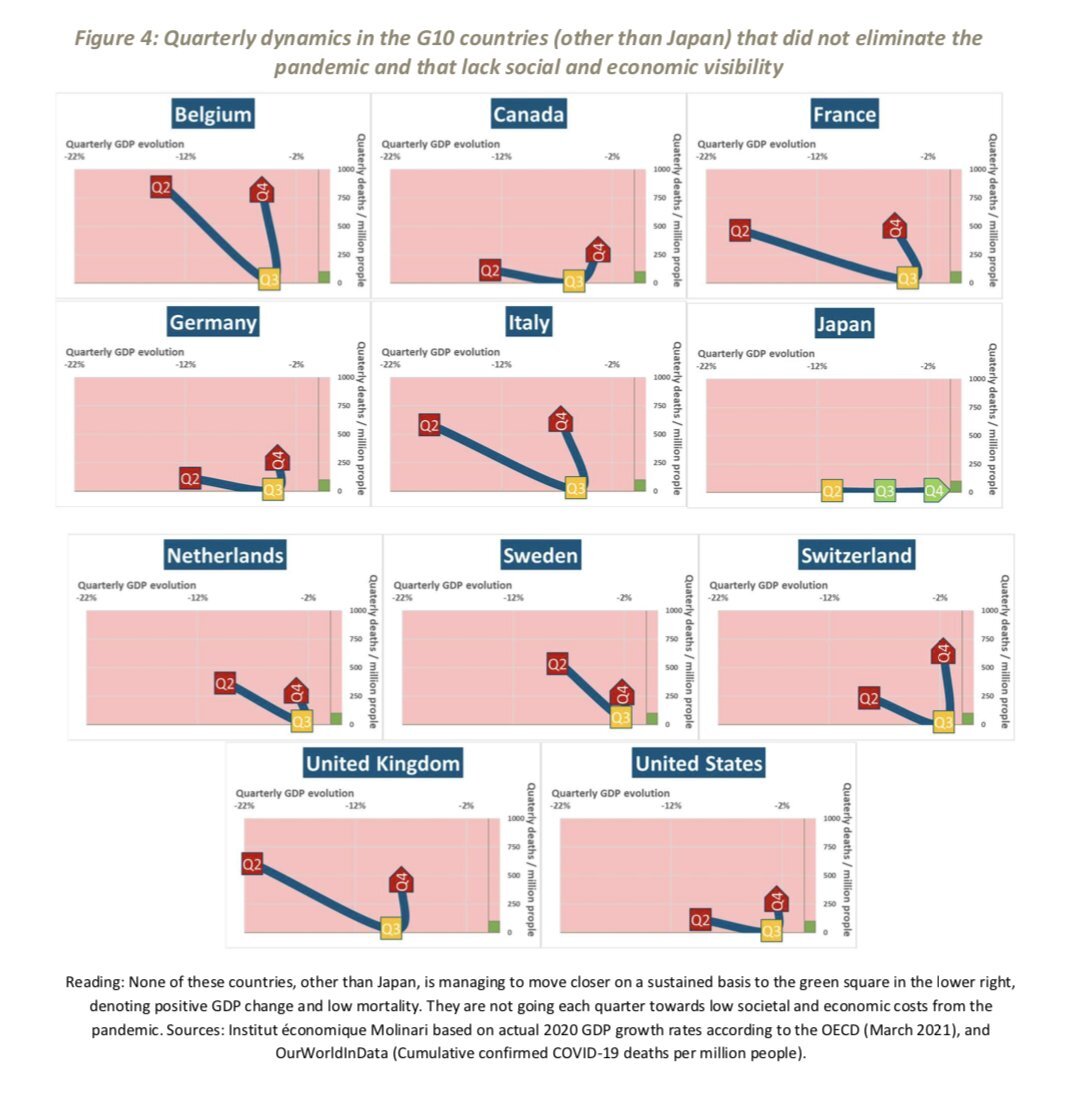 Figure 4: Quarterly dynamics in the G10 countries (other than Japan) that did not eliminate the
pandemic and that lack social and economic visibility
Belgium
Quarterly GDP evolution
-22% -12% -2%
1000
750
500
250
0
Quaterly deaths / million prople
Q2
Q3
Q4
Canada
Quarterly GDP evolution
-22% -12% -2%
1000
750
500
250
0
Quaterly deaths / million prople
Q2
Q3
Q4
France
Quarterly GDP evolution
-22% -12% -2%
1000
750
500
250
0
Quaterly deaths / million prople
Q2
Q3
Q4
Germany
Quarterly GDP evolution
-22% -12% -2%
1000
750
500
250
0
Quaterly deaths / million prople
Q2
Q3
Q4
Italy
Quarterly GDP evolution
-22% -12% -2%
1000
750
500
250
0
Quaterly deaths / million prople
Q2
Q3
Q4
Japan
Quarterly GDP evolution
-22% -12% -2%
1000
750
500
250
0
Quaterly deaths / million prople
Q2
Q3
Q4
Netherlands
Quarterly GDP evolution
-22% -12% -2%
1000
750
500
250
0
Quaterly deaths / million prople
Q2
Q3
Q4
Sweden
Quarterly GDP evolution
-22% -12% -2%
1000
750
500
250
0
Quaterly deaths / million prople
Q2
Q3
Q4
Switzerland
Quarterly GDP evolution
-22% -12% -2%
1000
750
500
250
0
Quaterly deaths / million prople
Q2
Q3
Q4
United Kingdom
Quarterly GDP evolution
-22% -12% -2%
1000
750
500
250
0
Quaterly deaths / million prople
Q2
Q3
Q4
United States
Quarterly GDP evolution
-22% -12% -2%
1000
750
500
250
0
Quaterly deaths / million prople
Q2
Q3
Q4
Reading: None of these countries, other than Japan, is managing to move closer on a sustained basis to the green square in the lower right,
denoting positive GDP change and low mortality. They are not going each quarter towards low societal and economic costs from the
pandemic. Sources: Institut économique Molinari based on actual 2020 GDP growth rates according to the OECD (March 2021), and
OurWorldInData (Cumulative confirmed COVID-19 deaths per million people).